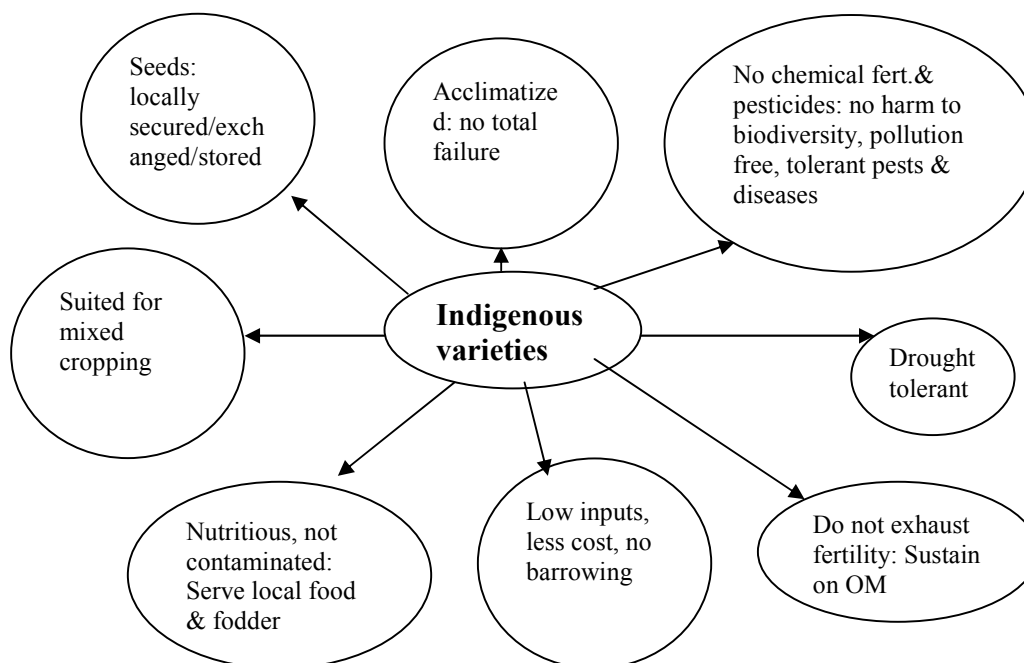 Seeds:
locally
secured/exch
anged/stored
Acclimatize
d: no total
failure
No chemical fert.&
pesticides: no harm to
biodiversity, pollution
free, tolerant pests &
diseases
Suited for
mixed
cropping
Indigenous
varieties
Drought
tolerant
Nutritious, not
contaminated:
Serve local food
& fodder
Low inputs,
less cost, no
barrowing
Do not exhaust
fertility: Sustain
on OM